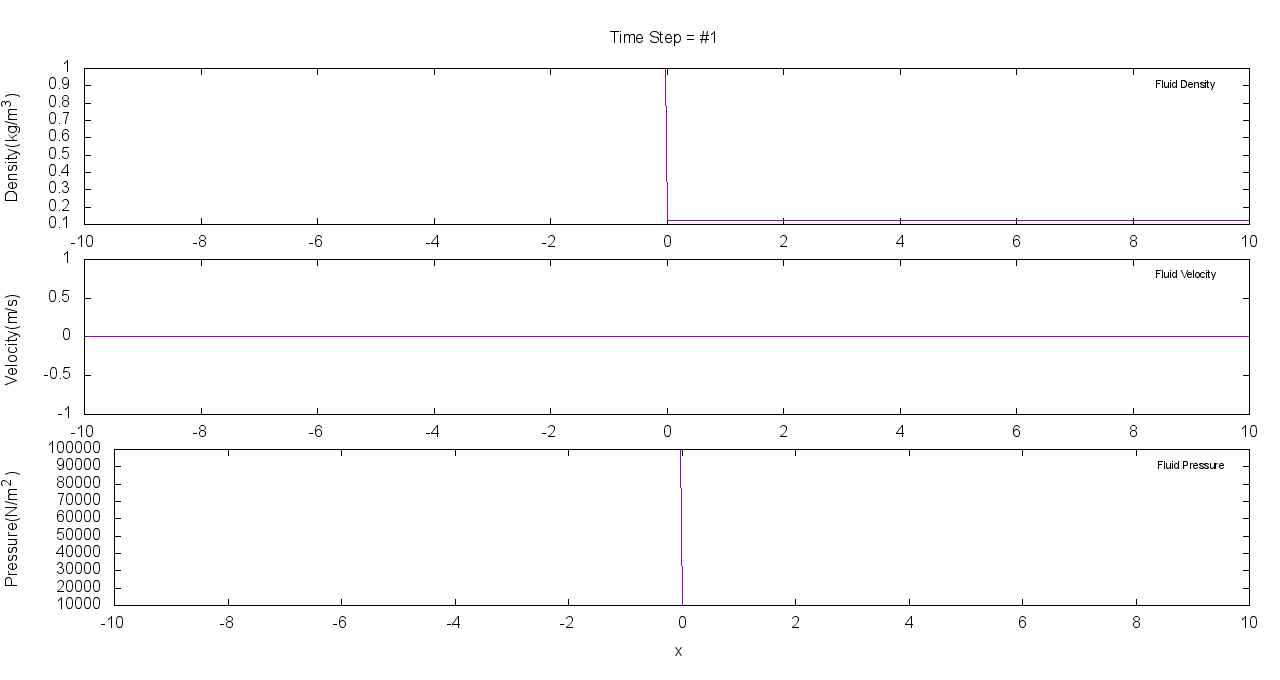 Time Step = #1
Density(kg/m³)
1
0.9
0.8
0.7
0.6
0.5
0.4
0.3
0.2
0.1
Fluid Density
-10 -8 -6 -4 -2 0 2 4 6 8 10
Velocity(m/s)
1
0.5
0
-0.5
-1
Fluid Velocity
-10 -8 -6 -4 -2 0 2 4 6 8 10
Pressure(N/m²)
100000
90000
80000
70000
60000
50000
40000
30000
20000
10000
Fluid Pressure
-10 -8 -6 -4 -2 0 2 4 6 8 10
x